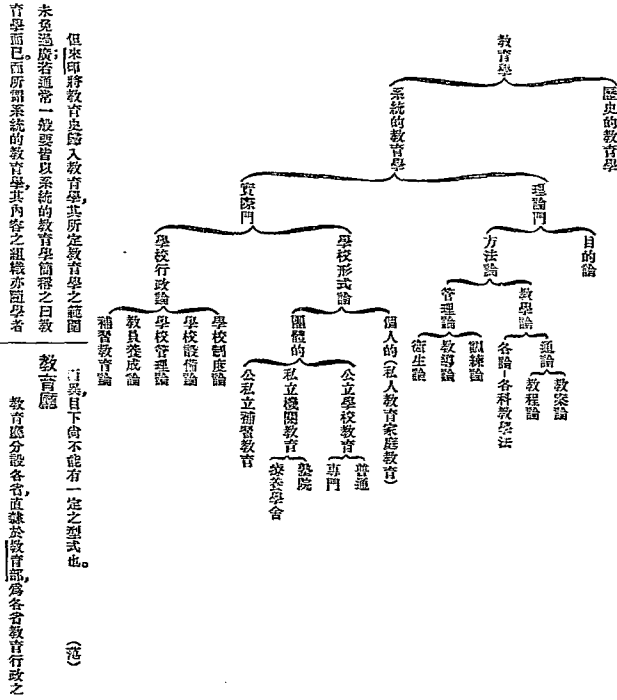 教育學
歷史的教育學
系統的教育學
理論門
目的論
方法論
教學論
通論
教案論
教程論
各論-各科教學法
管理論
訓練論
教導論
衛生論
實際門
學校形式論
個人的(私人教育家庭教育)
團體的
公立學校教育
普通
專門
私立機關教育
塾院
療養學舍
公私立補習教育
學校行政論
學校制度論
學校設備論
學校管理論
教員養成論
補習教育論
但來印將教育史歸入教育學,其所定教育學之範圍
未免過廣;若通常一般要皆以系統的教育學簡稱之曰教
育學而已。而所謂系統的教育學,其內容之組織亦隨學者
而異,目下尚不能有一定之型式也。 (范)
教育廳
教育廳分設各省,直隸於教育部,爲各省教育行政之